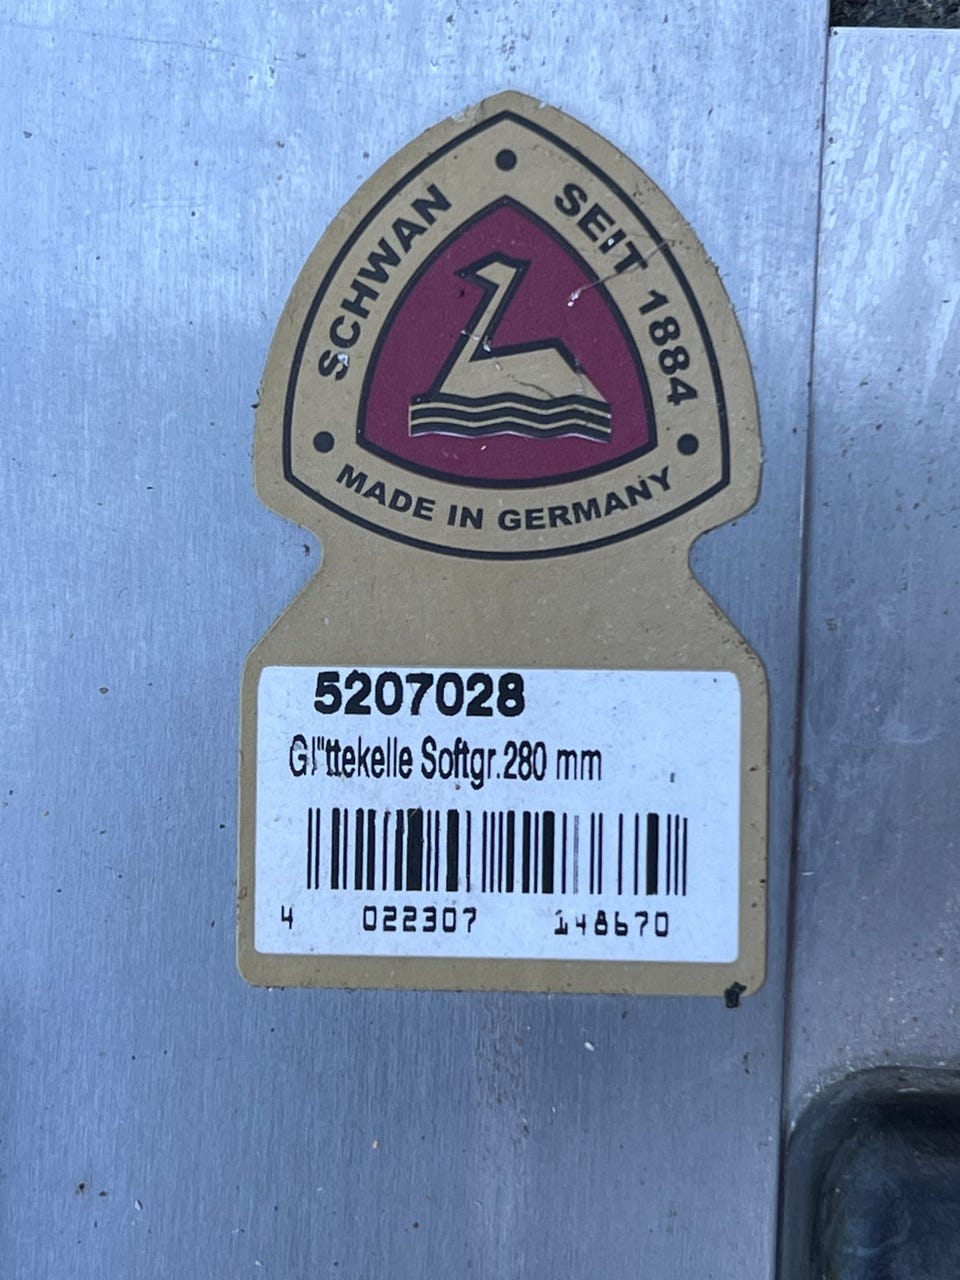 SCHWAN
SEIT 1884
MADE IN GERMANY
5207028
Gl"ttekelle Softgr.280 mm
4 022307 148670